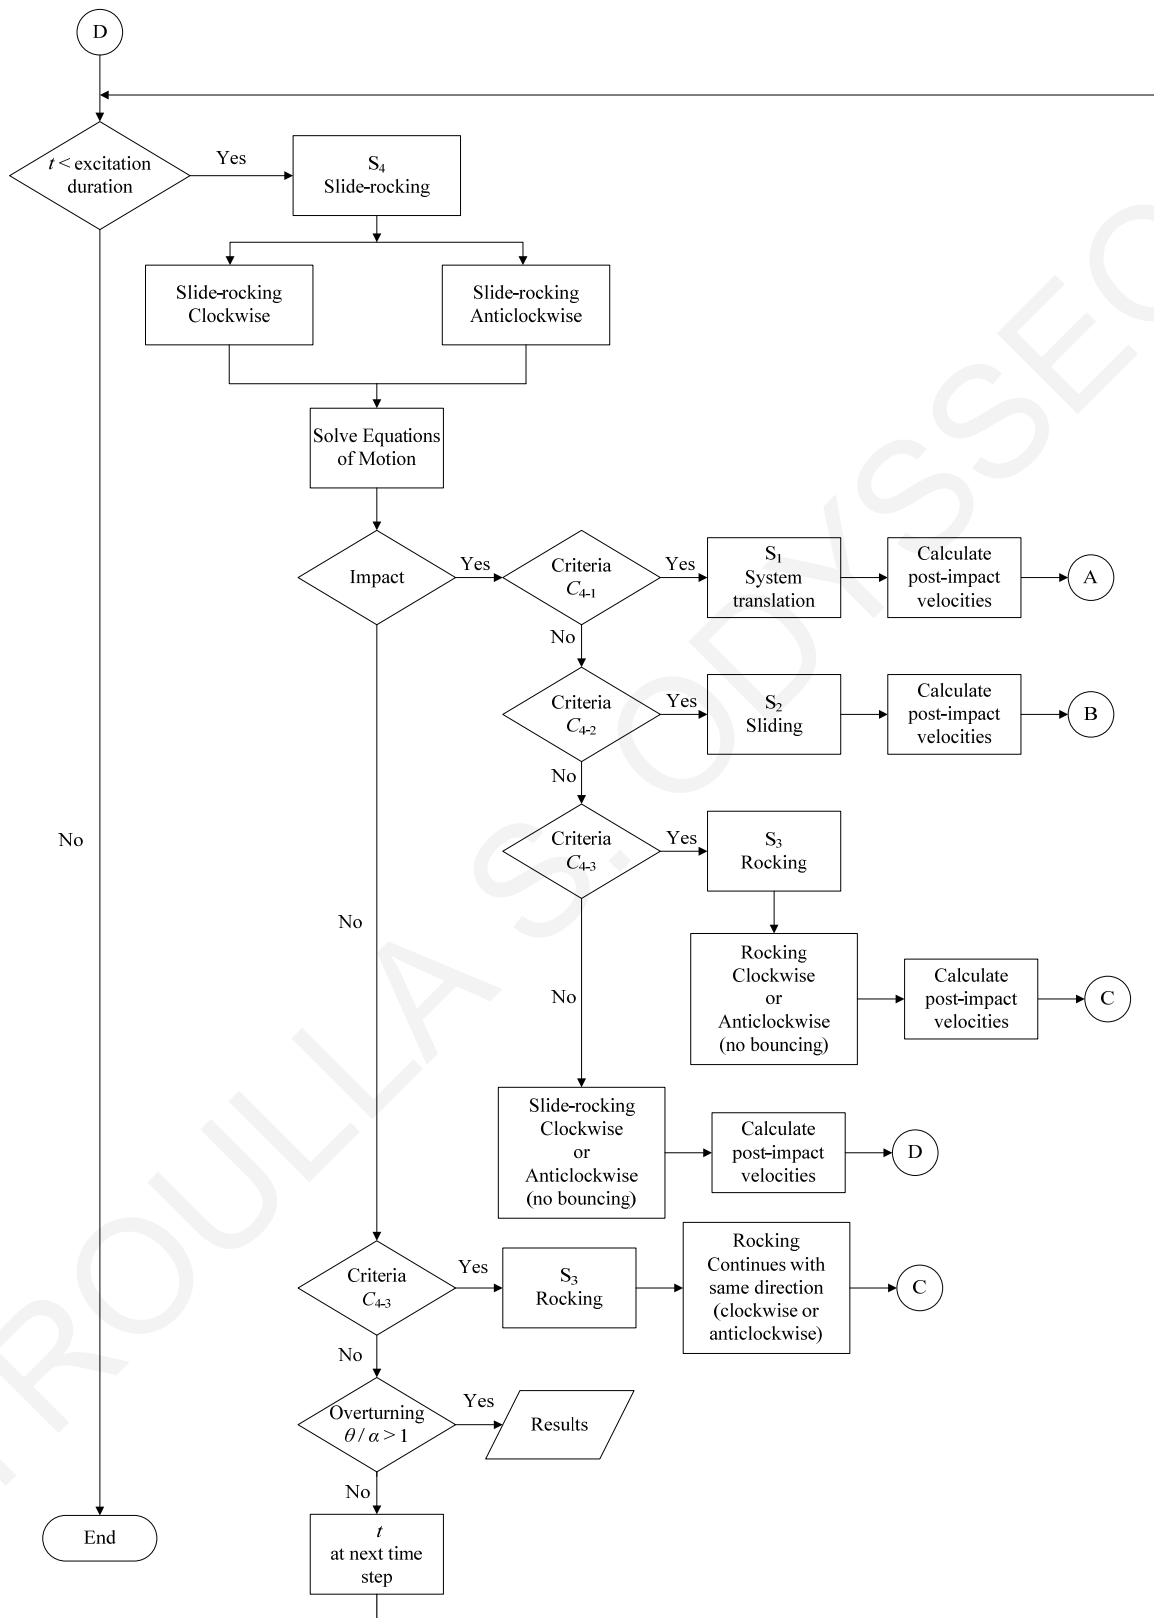 D
t < excitation
duration
Yes
S4
Slide-rocking
Slide-rocking
Clockwise
Slide-rocking
Anticlockwise
Solve Equations
of Motion
Impact
Yes
Criteria
C4-1
Yes
S1
System
translation
Calculate
post-impact
velocities
A
No
Criteria
C4-2
Yes
S2
Sliding
Calculate
post-impact
velocities
B
No
Criteria
C4-3
Yes
S3
Rocking
No
No
Rocking
Clockwise
or
Anticlockwise
(no bouncing)
Calculate
post-impact
velocities
C
No
Slide-rocking
Clockwise
or
Anticlockwise
(no bouncing)
Calculate
post-impact
velocities
D
Criteria
C4-3
Yes
S3
Rocking
Rocking
Continues with
same direction
(clockwise or
anticlockwise)
C
No
Overturning
θ / α > 1
Yes
Results
No
End
t
at next time
step
TROULLA S. ODYSSEO